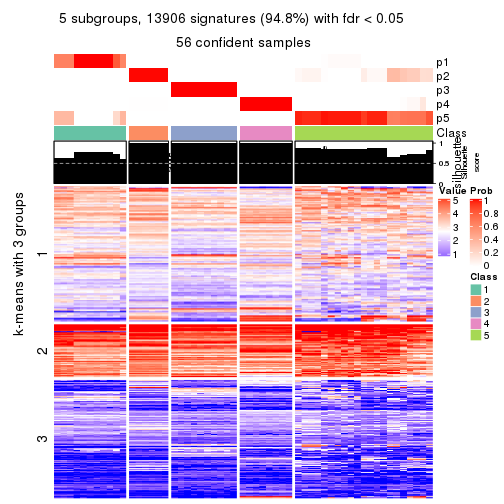 5 subgroups, 13906 signatures (94.8%) with fdr < 0.05
56 confident samples
p1
p2
p3
p4
p5
Class
1
0.5
0
silhouette
Silhouette
score
k-means with 3 groups
1
2
3
Value
5
4
3
2
1
Prob
1
0.8
0.6
0.4
0.2
0
Class
1
2
3
4
5